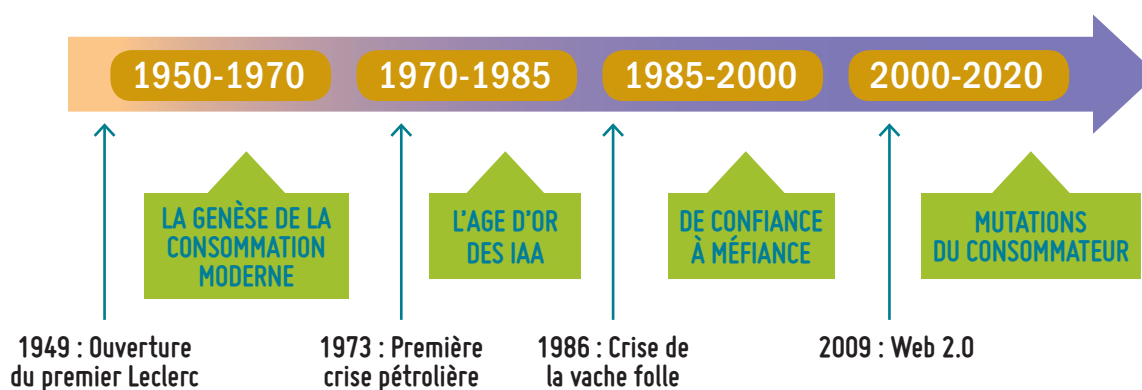 1950-1970
1970-1985
1985-2000
2000-2020
LA GENÈSE DE LA
CONSOMMATION
MODERNE
L'AGE D'OR
DES IAA
DE CONFIANCE
À MÉFIANCE
MUTATIONS
DU CONSOMMATEUR
1949 : Ouverture
du premier Leclerc
1973 : Première
crise pétrolière
1986 : Crise de
la vache folle
2009 : Web 2.0